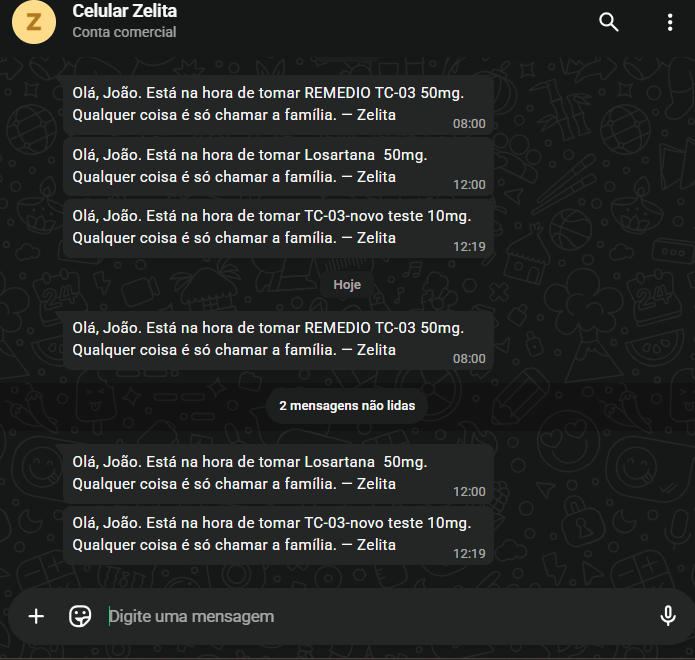 Z
Celular Zelita
Conta comercial
Olá, João. Está na hora de tomar REMEDIO TC-03 50mg.
Qualquer coisa é só chamar a família. — Zelita
08:00
Olá, João. Está na hora de tomar Losartana  50mg.
Qualquer coisa é só chamar a família. — Zelita
12:00
Olá, João. Está na hora de tomar TC-03-novo teste 10mg.
Qualquer coisa é só chamar a família. — Zelita
12:19
Hoje
Olá, João. Está na hora de tomar REMEDIO TC-03 50mg.
Qualquer coisa é só chamar a família. — Zelita
08:00
2 mensagens não lidas
Olá, João. Está na hora de tomar Losartana  50mg.
Qualquer coisa é só chamar a família. — Zelita
12:00
Olá, João. Está na hora de tomar TC-03-novo teste 10mg.
Qualquer coisa é só chamar a família. — Zelita
12:19
Digite uma mensagem